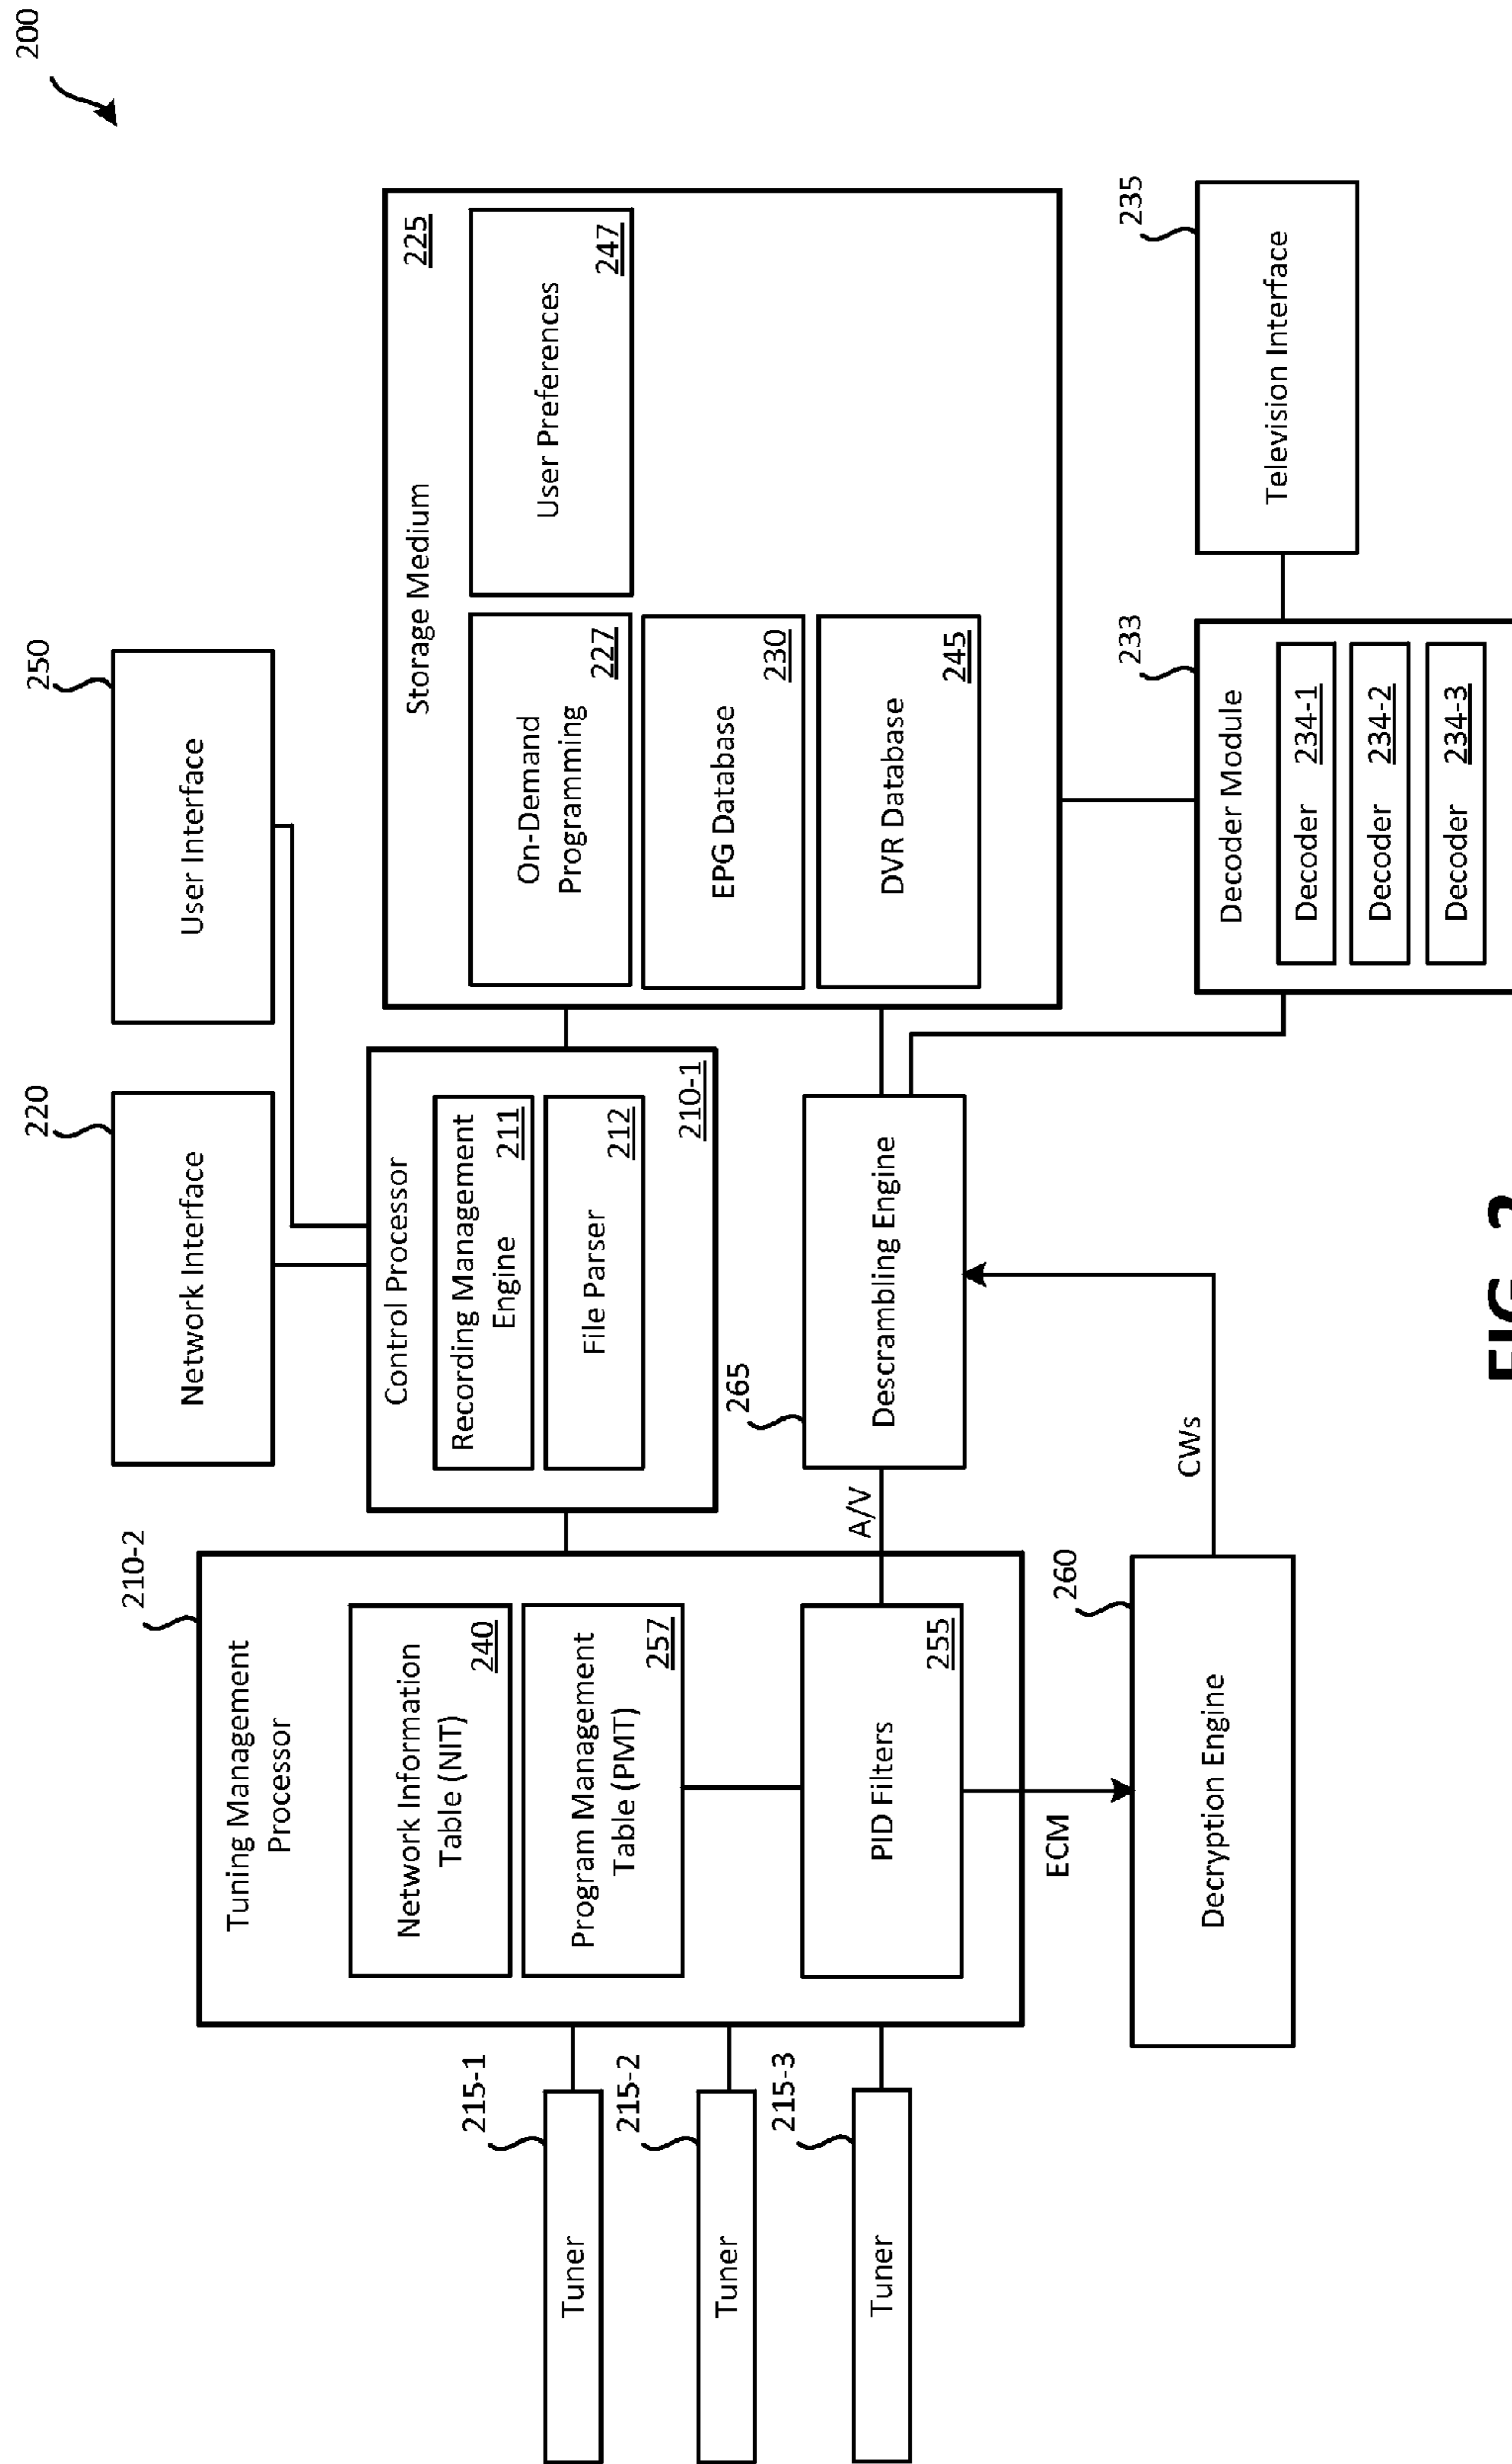 200
250
User Interface
220
Network Interface
210-2
Tuning Management
Processor
Network Information
Table (NIT)
240
Program Management
Table (PMT)
257
PID Filters
255
Control Processor
Recording Management
Engine
211
File Parser
212
210-1
Storage Medium
225
On-Demand
Programming
227
User Preferences
247
EPG Database
230
DVR Database
245
215-1
Tuner
215-2
Tuner
215-3
Tuner
A/V
265
Descrambling Engine
ECM
260
Decryption Engine
CWs
233
Decoder Module
Decoder 234-1
Decoder 234-2
Decoder 234-3
235
Television Interface